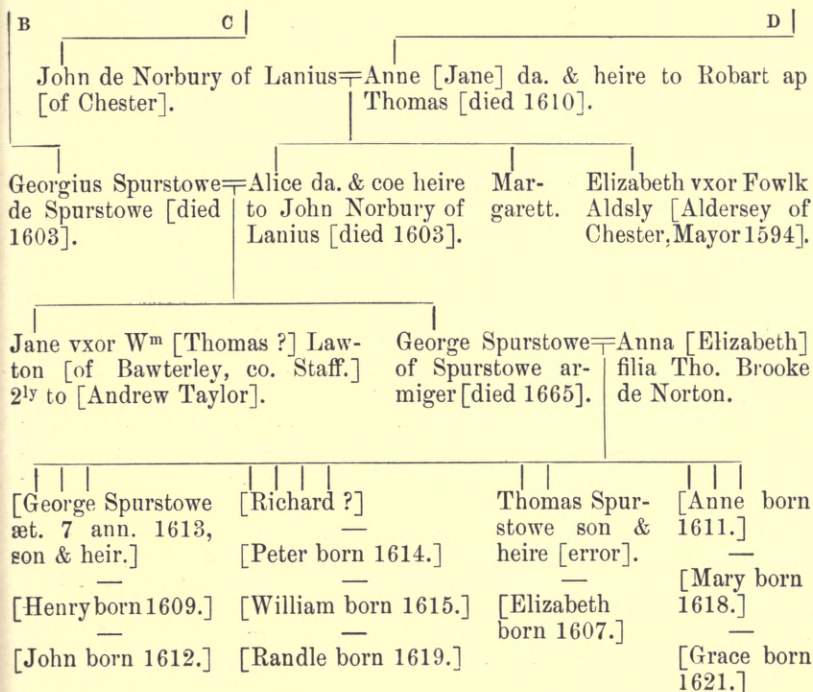 B
C
D
John de Norbury of Lanius=Anne [Jane] da. & heire to Robart ap
[of Chester].
Thomas [died 1610].
Georgius Spurstowe=Alice da. & coe heire
de Spurstowe [died
1603].
to John Norbury of
Lanius [died 1603].
Mar-
garett.
Elizabeth vxor Fowlk
Aldsly [Aldersey of
Chester, Mayor 1594].
Jane vxor Wᵐ [Thomas ?] Law-
ton [of Bawterley, co. Staff.]
2ˡʸ to [Andrew Taylor].
George Spurstowe=Anna [Elizabeth]
of Spurstowe ar-
miger [died 1665].
filia Tho. Brooke
de Norton.
[George Spurstowe
æt. 7 ann. 1613,
son & heir.]
—
[Henry born 1609.]
—
[John born 1612.]
[Richard ?]
—
[Peter born 1614.]
—
[William born 1615.]
—
[Randle born 1619.]
Thomas Spur-
stowe son &
heire [error].
—
[Elizabeth
born 1607.]
[Anne born
1611.]
—
[Mary born
1618.]
—
[Grace born
1621.]